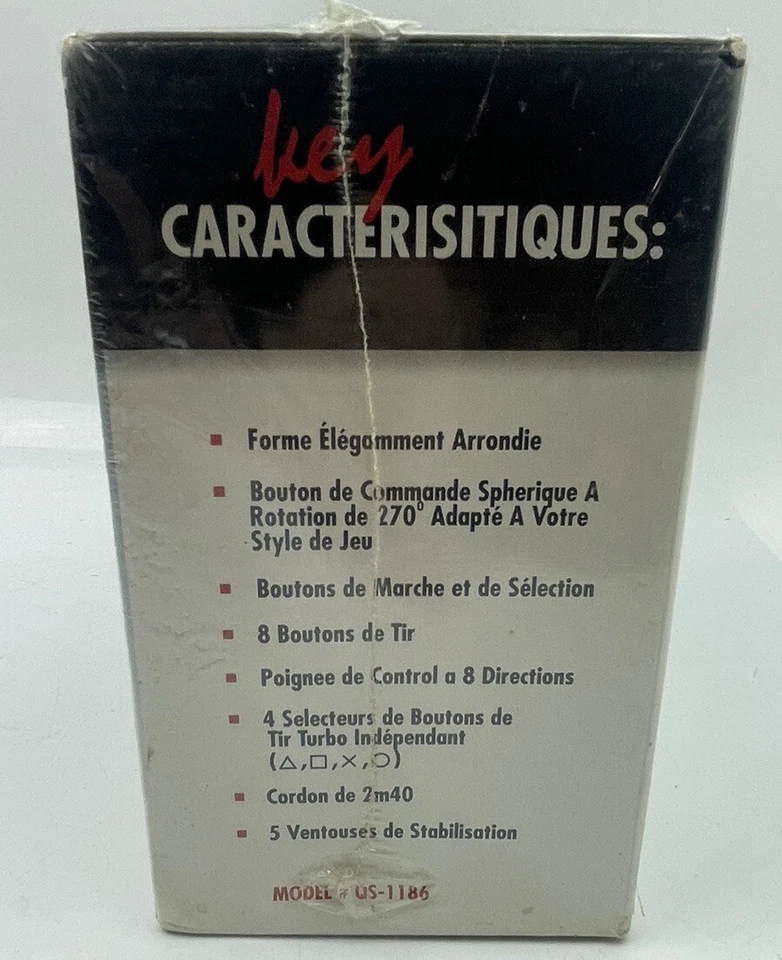 key
CARACTERISITIQUES:
Forme Élégamment Arrondie
Bouton de Commande Spherique A
Rotation de 270° Adapté A Votre
Style de Jeu
Boutons de Marche et de Sélection
8 Boutons de Tir
Poignee de Control a 8 Directions
4 Selecteurs de Boutons de
Tir Turbo Indépendant
(△,□,×,○)
Cordon de 2m40
5 Ventouses de Stabilisation
MODEL # QS-1186